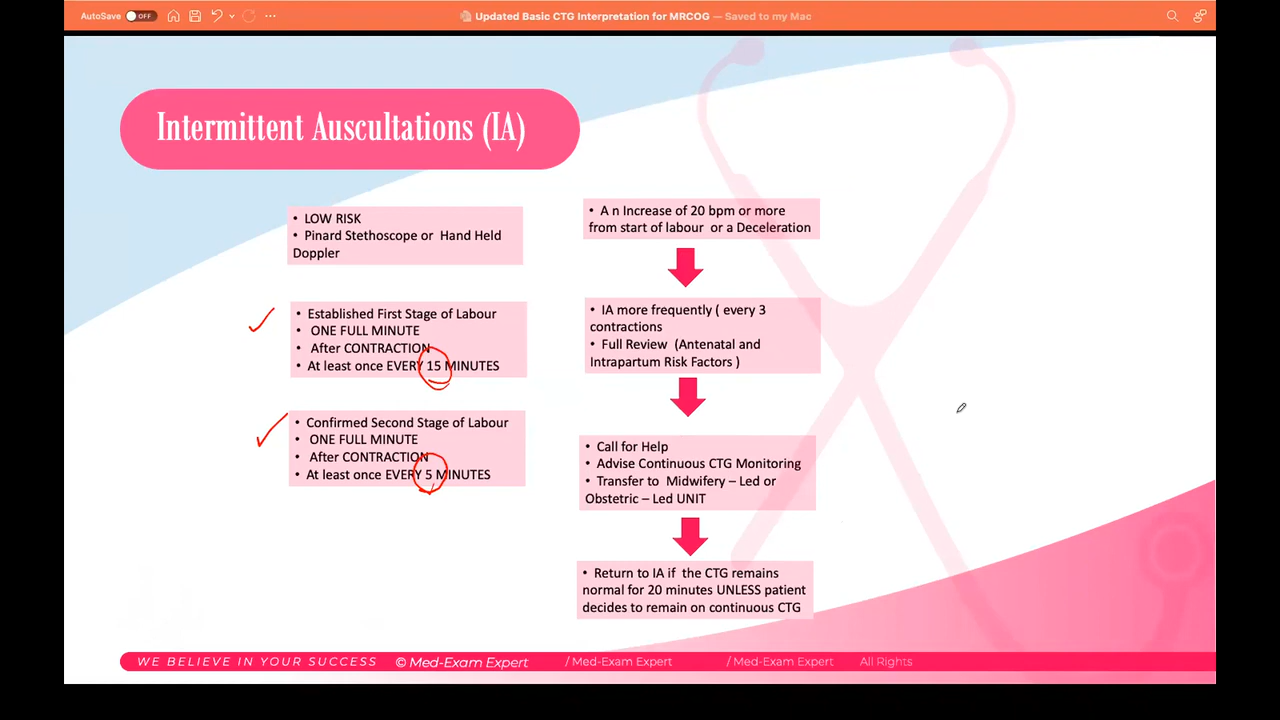 AutoSave OFF
Updated Basic CTG Interpretation for MRCOG — Saved to my Mac
Intermittent Auscultations (IA)
• LOW RISK
• Pinard Stethoscope or Hand Held
Doppler
• Established First Stage of Labour
• ONE FULL MINUTE
• After CONTRACTION
• At least once EVERY 15 MINUTES
• Confirmed Second Stage of Labour
• ONE FULL MINUTE
• After CONTRACTION
• At least once EVERY 5 MINUTES
• A n Increase of 20 bpm or more
from start of labour or a Deceleration
• IA more frequently ( every 3
contractions
• Full Review (Antenatal and
Intrapartum Risk Factors )
• Call for Help
• Advise Continuous CTG Monitoring
• Transfer to Midwifery – Led or
Obstetric – Led UNIT
• Return to IA if the CTG remains
normal for 20 minutes UNLESS patient
decides to remain on continuous CTG
WE BELIEVE IN YOUR SUCCESS © Med-Exam Expert / Med-Exam Expert / Med-Exam Expert All Rights